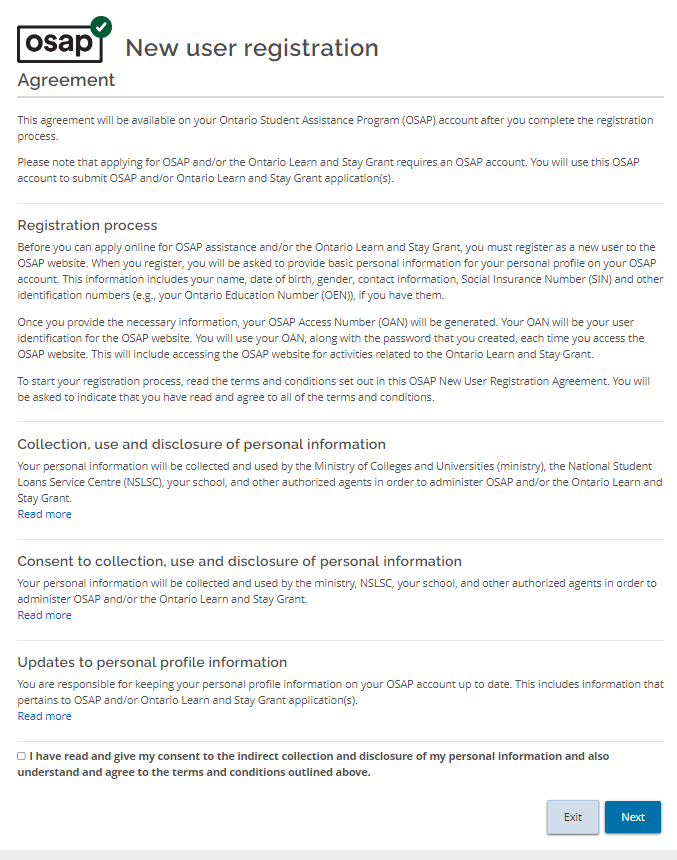 osap
New user registration
Agreement
This agreement will be available on your Ontario Student Assistance Program (OSAP) account after you complete the registration
process.
Please note that applying for OSAP and/or the Ontario Learn and Stay Grant requires an OSAP account. You will use this OSAP
account to submit OSAP and/or Ontario Learn and Stay Grant application(s).
Registration process
Before you can apply online for OSAP assistance and/or the Ontario Learn and Stay Grant, you must register as a new user to the
OSAP website. When you register, you will be asked to provide basic personal information for your personal profile on your OSAP
account. This information includes your name, date of birth, gender, contact information, Social Insurance Number (SIN) and other
identification numbers (e.g., your Ontario Education Number (OEN)), if you have them.
Once you provide the necessary information, your OSAP Access Number (OAN) will be generated. Your OAN will be your user
identification for the OSAP website. You will use your OAN, along with the password that you created, each time you access the
OSAP website. This will include accessing the OSAP website for activities related to the Ontario Learn and Stay Grant.
To start your registration process, read the terms and conditions set out in this OSAP New User Registration Agreement. You will
be asked to indicate that you have read and agree to all of the terms and conditions.
Collection, use and disclosure of personal information
Your personal information will be collected and used by the Ministry of Colleges and Universities (ministry), the National Student
Loans Service Centre (NSLSC), your school, and other authorized agents in order to administer OSAP and/or the Ontario Learn and
Stay Grant.
Read more
Consent to collection, use and disclosure of personal information
Your personal information will be collected and used by the ministry, NSLSC, your school, and other authorized agents in order to
administer OSAP and/or the Ontario Learn and Stay Grant.
Read more
Updates to personal profile information
You are responsible for keeping your personal profile information on your OSAP account up to date. This includes information that
pertains to OSAP and/or Ontario Learn and Stay Grant application(s).
Read more
I have read and give my consent to the indirect collection and disclosure of my personal information and also
understand and agree to the terms and conditions outlined above.
Exit
Next